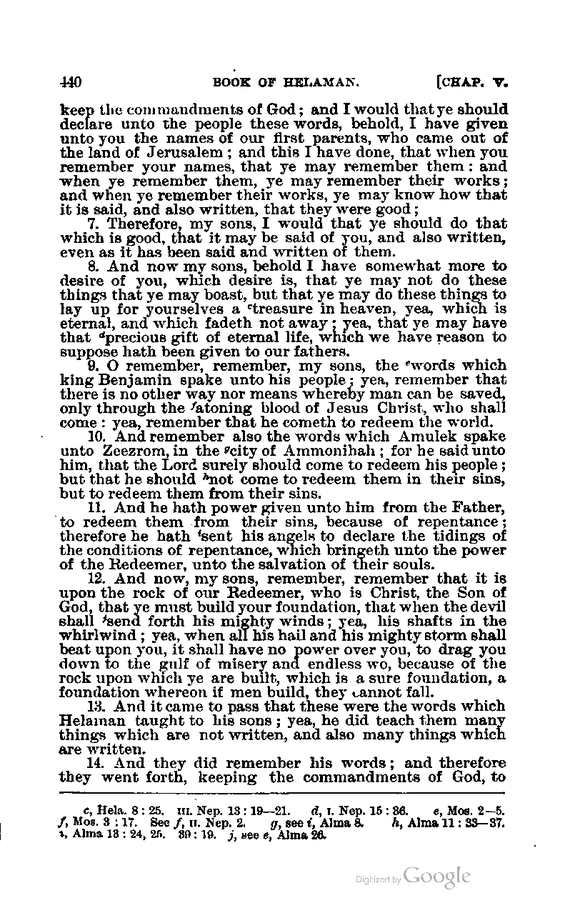 440 BOOK OF HELAMAN. [CHAP. V.
keep the commandments of God; and I would that ye should
declare unto the people these words, behold, I have given
unto you the names of our first parents, who came out of
the land of Jerusalem; and this I have done, that when you
remember your names, that ye may remember them: and
when ye remember them, ye may remember their works;
and when ye remember their works, ye may know how that
it is said, and also written, that they were good;
7. Therefore, my sons, I would that ye should do that
which is good, that it may be said of you, and also written,
even as it has been said and written of them.
8. And now my sons, behold I have somewhat more to
desire of you, which desire is, that ye may not do these
things that ye may boast, but that ye may do these things to
lay up for yourselves a ctreasure in heaven, yea, which is
eternal, and which fadeth not away; yea, that ye may have
that dprecious gift of eternal life, which we have reason to
suppose hath been given to our fathers.
9. O remember, remember, my sons, the ewords which
king Benjamin spake unto his people; yea, remember that
there is no other way nor means whereby man can be saved,
only through the fatoning blood of Jesus Christ, who shall
come: yea, remember that he cometh to redeem the world.
10. And remember also the words which Amulek spake
unto Zeezrom, in the gcity of Ammonihah; for he said unto
him, that the Lord surely should come to redeem his people;
but that he should hnot come to redeem them in their sins,
but to redeem them from their sins.
11. And he hath power given unto him from the Father,
to redeem them from their sins, because of repentance;
therefore he hath isent his angels to declare the tidings of
the conditions of repentance, which bringeth unto the power
of the Redeemer, unto the salvation of their souls.
12. And now, my sons, remember, remember that it is
upon the rock of our Redeemer, who is Christ, the Son of
God, that ye must build your foundation, that when the devil
shall jsend forth his mighty winds; yea, his shafts in the
whirlwind; yea, when all his hail and his mighty storm shall
beat upon you, it shall have no power over you, to drag you
down to the gulf of misery and endless wo, because of the
rock upon which ye are built, which is a sure foundation, a
foundation whereon if men build, they cannot fall.
13. And it came to pass that these were the words which
Helaman taught to his sons; yea, he did teach them many
things which are not written, and also many things which
are written.
14. And they did remember his words; and therefore
they went forth, keeping the commandments of God, to
c, Hela. 8:25. III. Nep. 13:19—21. d, I. Nep. 15:36. e, Mos. 2—5.
f, Mos. 3:17. See f, II. Nep. 2. g, see i, Alma 8. h, Alma 11:33—37.
i, Alma 13:24, 25. 39:19. j, see e, Alma 26.
Digitized by Google